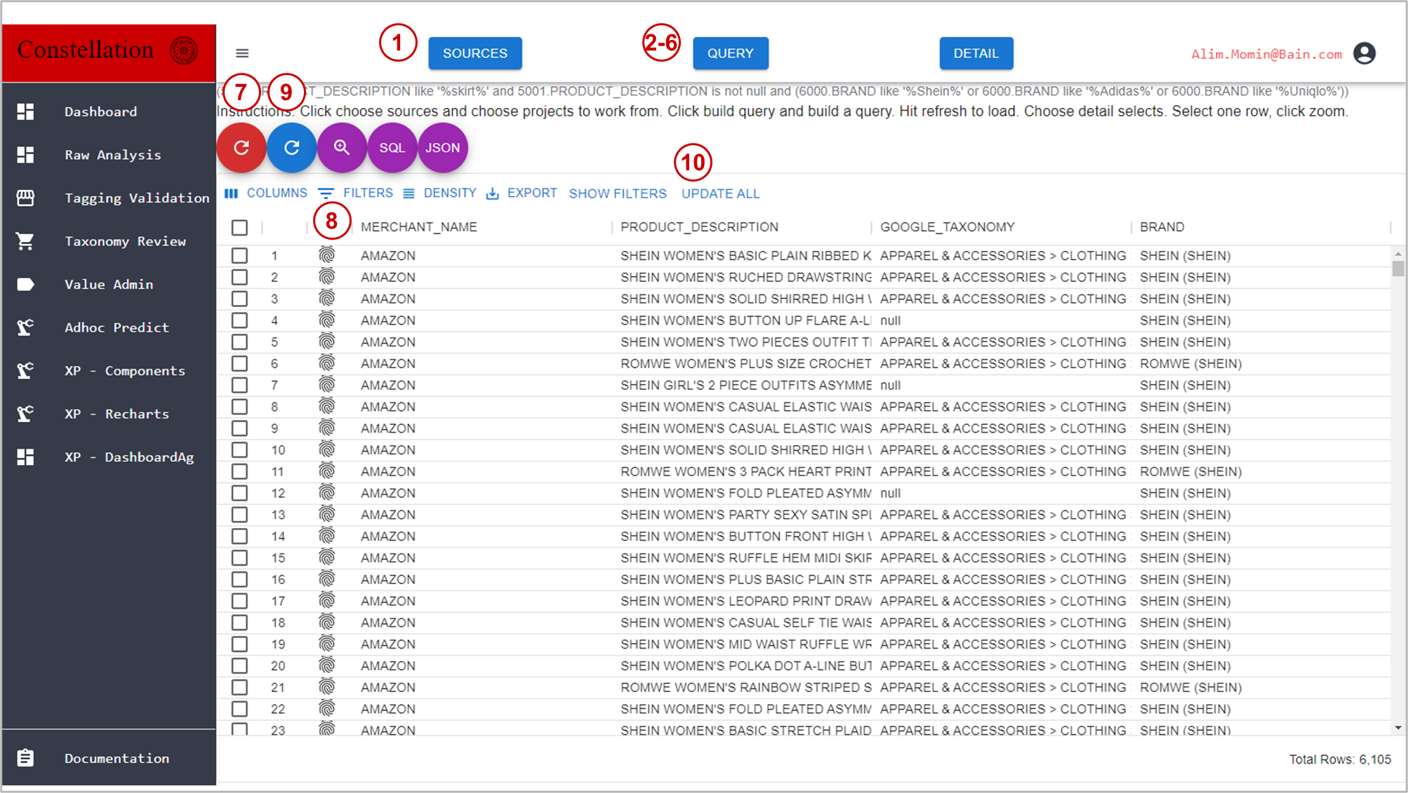 Constellation
1
SOURCES
2-6
QUERY
DETAIL
Alim.Momin@Bain.com
7
9
CT_DESCRIPTION like '%skirt%' and 5001.PRODUCT_DESCRIPTION is not null and (6000.BRAND like '%Shein%' or 6000.BRAND like '%Adidas%' or 6000.BRAND like '%Uniqlo%'))
Instructions: Click choose sources and choose projects to work from. Click build query and build a query. Hit refresh to load. Choose detail selects. Select one row, click zoom.
Dashboard
Raw Analysis
Tagging Validation
Taxonomy Review
Value Admin
Adhoc Predict
XP - Components
XP - Recharts
XP - DashboardAg
Documentation
SQL
JSON
10
COLUMNS FILTERS DENSITY EXPORT SHOW FILTERS UPDATE ALL
8
MERCHANT_NAME PRODUCT_DESCRIPTION GOOGLE_TAXONOMY BRAND
1 AMAZON SHEIN WOMEN'S BASIC PLAIN RIBBED K APPAREL & ACCESSORIES > CLOTHING SHEIN (SHEIN)
2 AMAZON SHEIN WOMEN'S RUCHED DRAWSTRING APPAREL & ACCESSORIES > CLOTHING SHEIN (SHEIN)
3 AMAZON SHEIN WOMEN'S SOLID SHIRRED HIGH APPAREL & ACCESSORIES > CLOTHING SHEIN (SHEIN)
4 AMAZON SHEIN WOMEN'S BUTTON UP FLARE A-LI null SHEIN (SHEIN)
5 AMAZON SHEIN WOMEN'S TWO PIECES OUTFIT APPAREL & ACCESSORIES > CLOTHING SHEIN (SHEIN)
6 AMAZON ROMWE WOMEN'S PLUS SIZE CROCHET APPAREL & ACCESSORIES > CLOTHING ROMWE (SHEIN)
7 AMAZON SHEIN GIRL'S 2 PIECE OUTFITS ASYMME null SHEIN (SHEIN)
8 AMAZON SHEIN WOMEN'S CASUAL ELASTIC WAIS APPAREL & ACCESSORIES > CLOTHING SHEIN (SHEIN)
9 AMAZON SHEIN WOMEN'S CASUAL ELASTIC WAIS APPAREL & ACCESSORIES > CLOTHING SHEIN (SHEIN)
10 AMAZON SHEIN WOMEN'S SOLID SHIRRED HIGH APPAREL & ACCESSORIES > CLOTHING SHEIN (SHEIN)
11 AMAZON ROMWE WOMEN'S 3 PACK HEART PRINT APPAREL & ACCESSORIES > CLOTHING ROMWE (SHEIN)
12 AMAZON SHEIN WOMEN'S FOLD PLEATED ASYMM null SHEIN (SHEIN)
13 AMAZON SHEIN WOMEN'S PARTY SEXY SATIN SPL APPAREL & ACCESSORIES > CLOTHING SHEIN (SHEIN)
14 AMAZON SHEIN WOMEN'S BUTTON FRONT HIGH APPAREL & ACCESSORIES > CLOTHING SHEIN (SHEIN)
15 AMAZON SHEIN WOMEN'S RUFFLE HEM MIDI SKIR APPAREL & ACCESSORIES > CLOTHING SHEIN (SHEIN)
16 AMAZON SHEIN WOMEN'S PLUS BASIC PLAIN STR APPAREL & ACCESSORIES > CLOTHING SHEIN (SHEIN)
17 AMAZON SHEIN WOMEN'S LEOPARD PRINT DRAW APPAREL & ACCESSORIES > CLOTHING SHEIN (SHEIN)
18 AMAZON SHEIN WOMEN'S CASUAL SELF TIE WAIS APPAREL & ACCESSORIES > CLOTHING SHEIN (SHEIN)
19 AMAZON SHEIN WOMEN'S MID WAIST RUFFLE WR APPAREL & ACCESSORIES > CLOTHING SHEIN (SHEIN)
20 AMAZON SHEIN WOMEN'S POLKA DOT A-LINE BUT APPAREL & ACCESSORIES > CLOTHING SHEIN (SHEIN)
21 AMAZON ROMWE WOMEN'S RAINBOW STRIPED S APPAREL & ACCESSORIES > CLOTHING ROMWE (SHEIN)
22 AMAZON SHEIN WOMEN'S FOLD PLEATED ASYMM APPAREL & ACCESSORIES > CLOTHING SHEIN (SHEIN)
23 AMAZON SHEIN WOMEN'S BASIC STRETCH PLAID APPAREL & ACCESSORIES > CLOTHING SHEIN (SHEIN)
Total Rows: 6,105